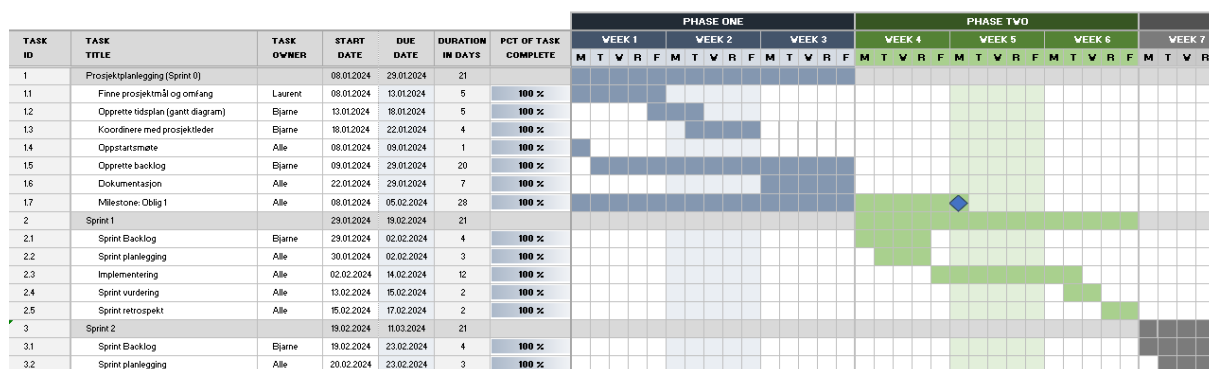 PHASE ONE PHASE TWO
TASK ID TASK TITLE TASK OWNER START DATE DUE DATE DURATION IN DAYS PCT OF TASK COMPLETE WEEK 1 WEEK 2 WEEK 3 WEEK 4 WEEK 5 WEEK 6 WEEK 7
M T W R F M T W R F M T W R F M T W R F M T W R F M T W R F M T W R
1 Prosjektplanlegging (Sprint 0) 08.01.2024 29.01.2024 21
1.1 Finne prosjektmål og omfang Laurent 08.01.2024 13.01.2024 5 100 %
1.2 Opprette tidsplan (gantt diagram) Bjarne 13.01.2024 18.01.2024 5 100 %
1.3 Koordinere med prosjektleder Bjarne 18.01.2024 22.01.2024 4 100 %
1.4 Oppstartsmøte Alle 08.01.2024 09.01.2024 1 100 %
1.5 Opprette backlog Bjarne 09.01.2024 29.01.2024 20 100 %
1.6 Dokumentasjon Alle 22.01.2024 29.01.2024 7 100 %
1.7 Milestone: Oblig 1 Alle 08.01.2024 05.02.2024 28 100 %
2 Sprint 1 29.01.2024 19.02.2024 21
2.1 Sprint Backlog Bjarne 29.01.2024 02.02.2024 4 100 %
2.2 Sprint planlegging Alle 30.01.2024 02.02.2024 3 100 %
2.3 Implementering Alle 02.02.2024 14.02.2024 12 100 %
2.4 Sprint vurdering Alle 13.02.2024 15.02.2024 2 100 %
2.5 Sprint retrospekt Alle 15.02.2024 17.02.2024 2 100 %
3 Sprint 2 19.02.2024 11.03.2024 21
3.1 Sprint Backlog Bjarne 19.02.2024 23.02.2024 4 100 %
3.2 Sprint planlegging Alle 20.02.2024 23.02.2024 3 100 %